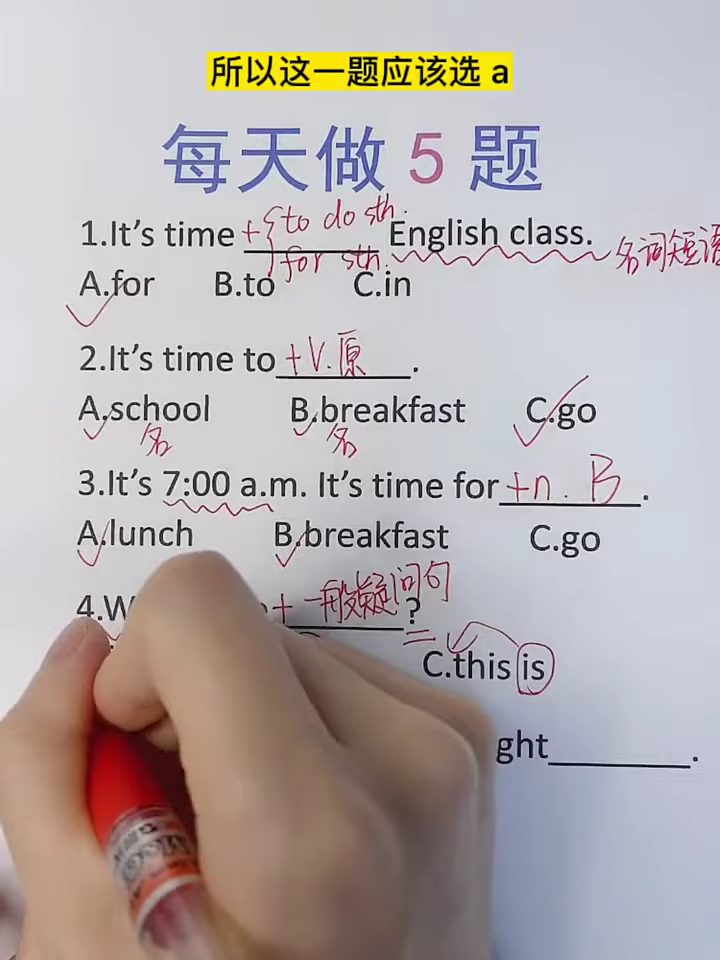 所以这一题应该选 a
每天做 5 题
to do sth.
1.It's time + { ________ English class.
for sth. 名词短语
A.for B.to C.in
2.It's time to +v.原 .
A.school B.breakfast C.go
名 名
3.It's 7:00 a.m. It's time for +n. B .
A.lunch B.breakfast C.go
4.W + 一般疑问句 ?
C.this is
ght________.